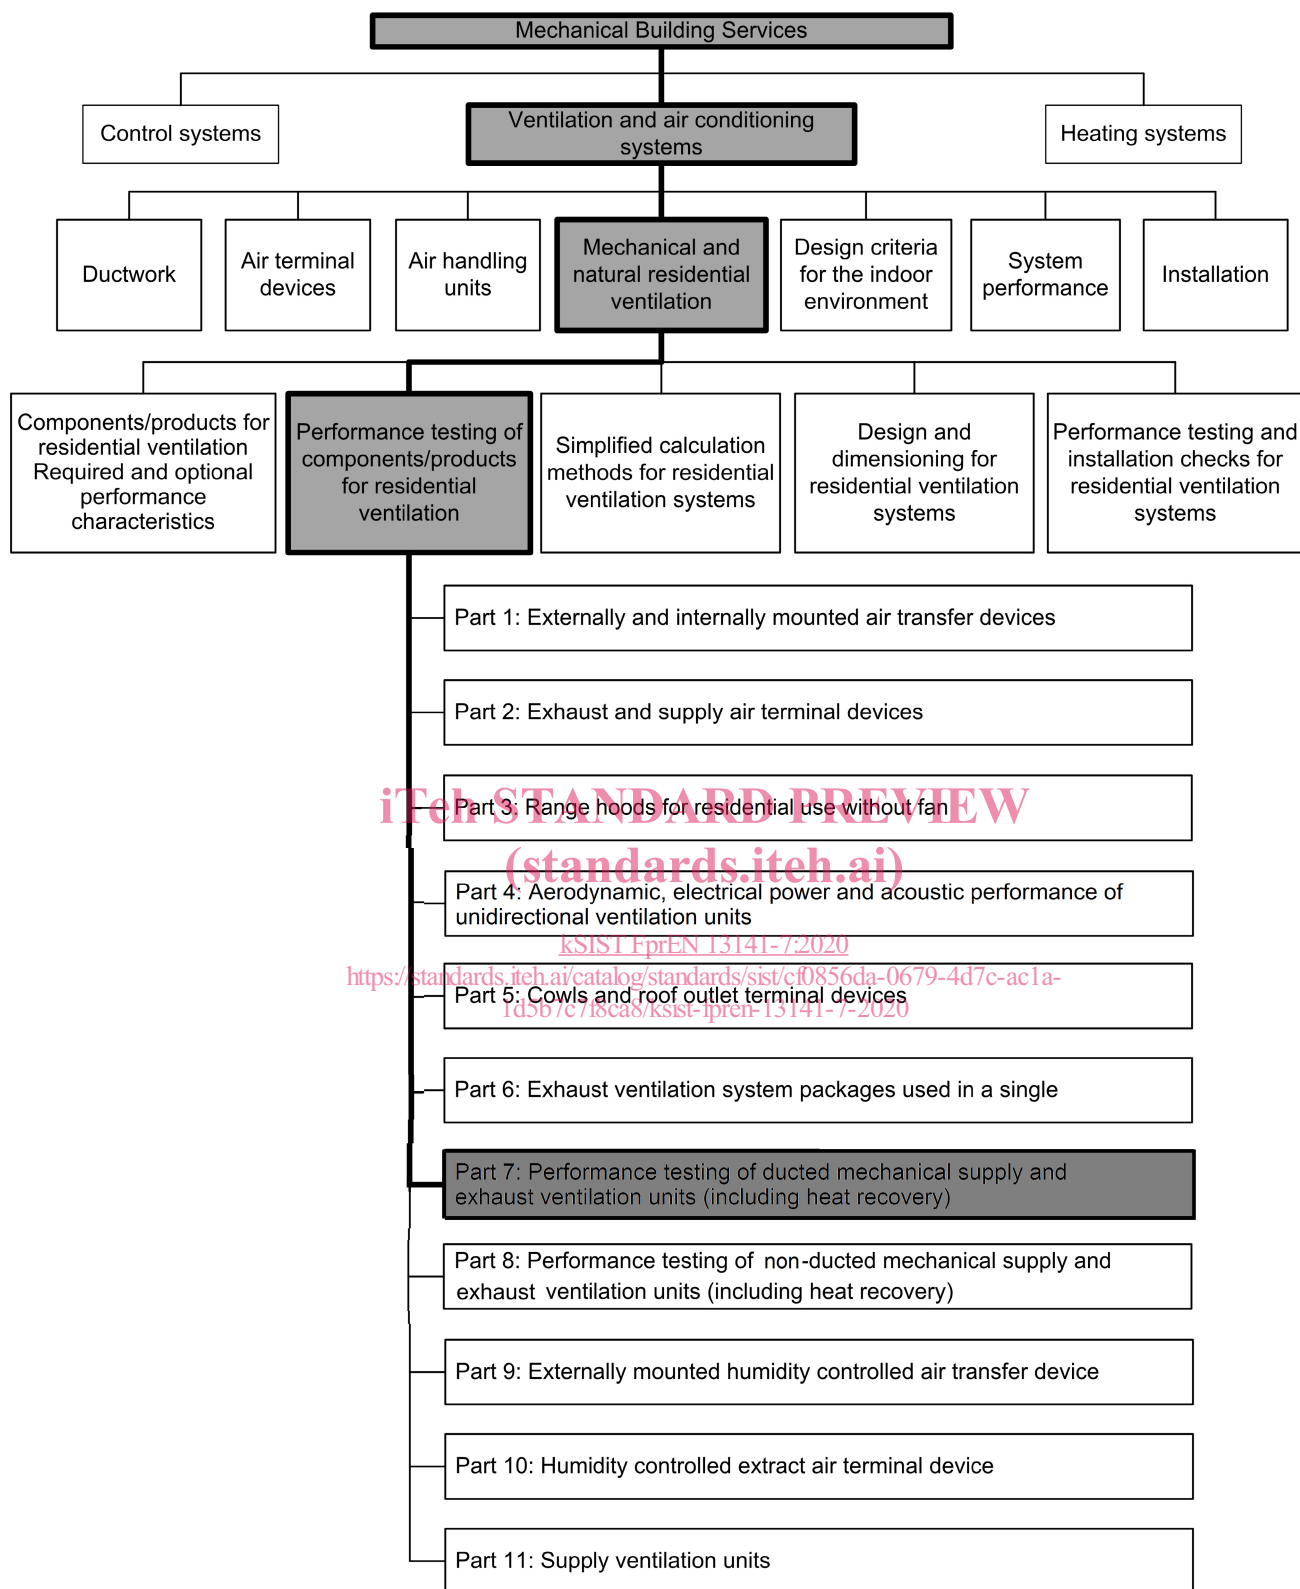 Mechanical Building Services
Control systems
Ventilation and air conditioning
systems
Heating systems
Ductwork
Air terminal
devices
Air handling
units
Mechanical and
natural residential
ventilation
Design criteria
for the indoor
environment
System
performance
Installation
Components/products for
residential ventilation
Required and optional
performance
characteristics
Performance testing of
components/products
for residential
ventilation
Simplified calculation
methods for residential
ventilation systems
Design and
dimensioning for
residential ventilation
systems
Performance testing and
installation checks for
residential ventilation
systems
Part 1: Externally and internally mounted air transfer devices
Part 2: Exhaust and supply air terminal devices
iTeh STANDARD PREVIEW
Part 3: Range hoods for residential use without fan
(standards.iteh.ai)
Part 4: Aerodynamic, electrical power and acoustic performance of
unidirectional ventilation units
kSIST FprEN 13141-7:2020
https://standards.iteh.ai/catalog/standards/sist/cf0856da-0679-4d7c-ac1a-
Part 5: Cowls and roof outlet terminal devices
1d5b7c7f8ca8/ksist-fpren-13141-7-2020
Part 6: Exhaust ventilation system packages used in a single
Part 7: Performance testing of ducted mechanical supply and
exhaust ventilation units (including heat recovery)
Part 8: Performance testing of non-ducted mechanical supply and
exhaust ventilation units (including heat recovery)
Part 9: Externally mounted humidity controlled air transfer device
Part 10: Humidity controlled extract air terminal device
Part 11: Supply ventilation units